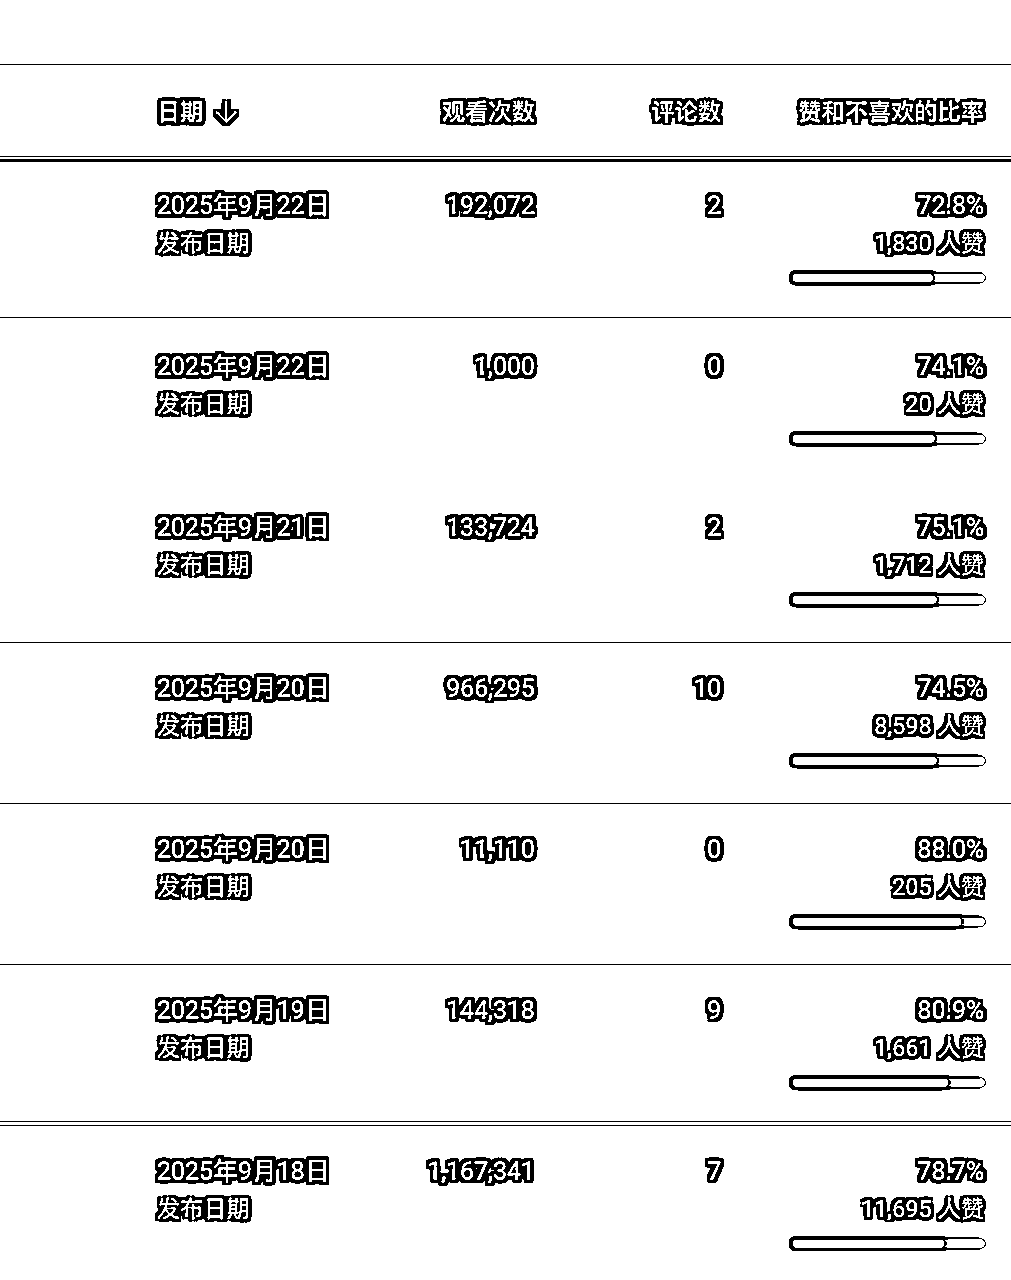 日期 ↓ 观看次数 评论数 赞和不喜欢的比率
2025年9月22日 192,072 2 72.8%
发布日期 1,830 人赞
2025年9月22日 1,000 0 74.1%
发布日期 20 人赞
2025年9月21日 133,724 2 75.1%
发布日期 1,712 人赞
2025年9月20日 966,295 10 74.5%
发布日期 8,598 人赞
2025年9月20日 11,110 0 88.0%
发布日期 205 人赞
2025年9月19日 144,318 9 80.9%
发布日期 1,661 人赞
2025年9月18日 1,167,341 7 78.7%
发布日期 11,695 人赞